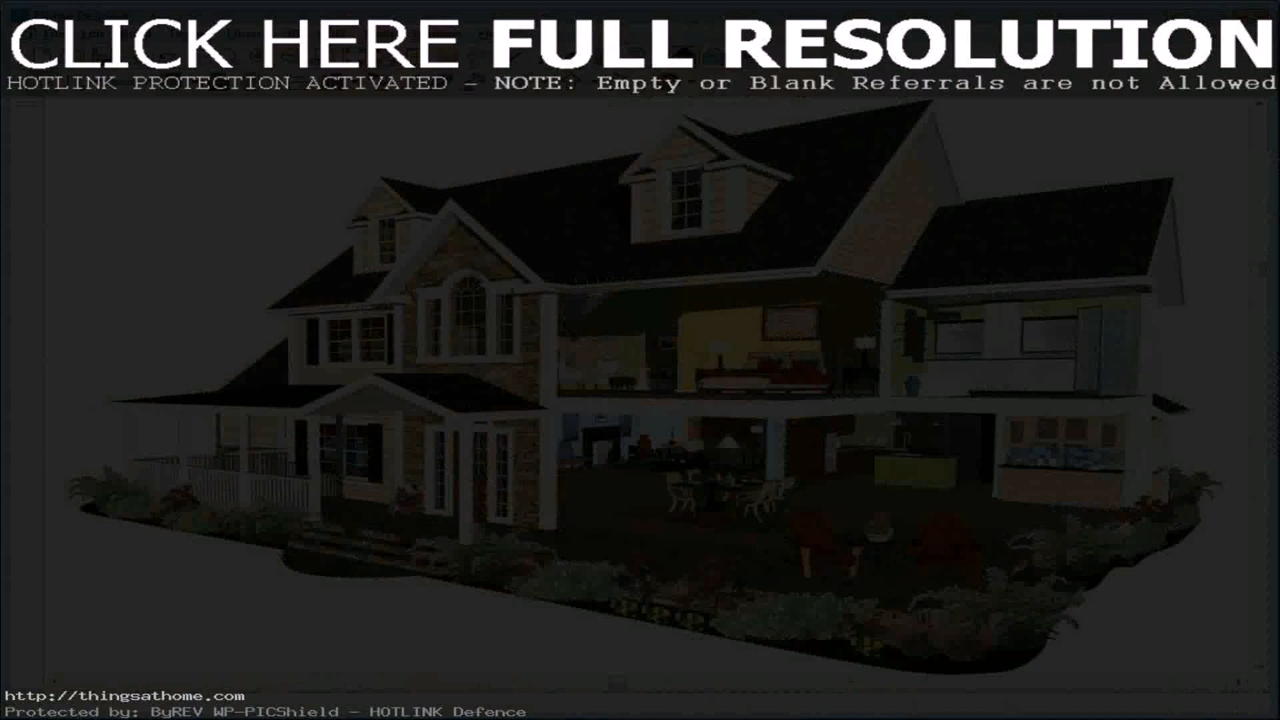 CLICK HERE FULL RESOLUTION
HOTLINK PROTECTION ACTIVATED - NOTE: Empty or Blank Referrals are not Allowed
http://thingsathome.com
Protected by: ByREV WP-PICShield - HOTLINK Defence